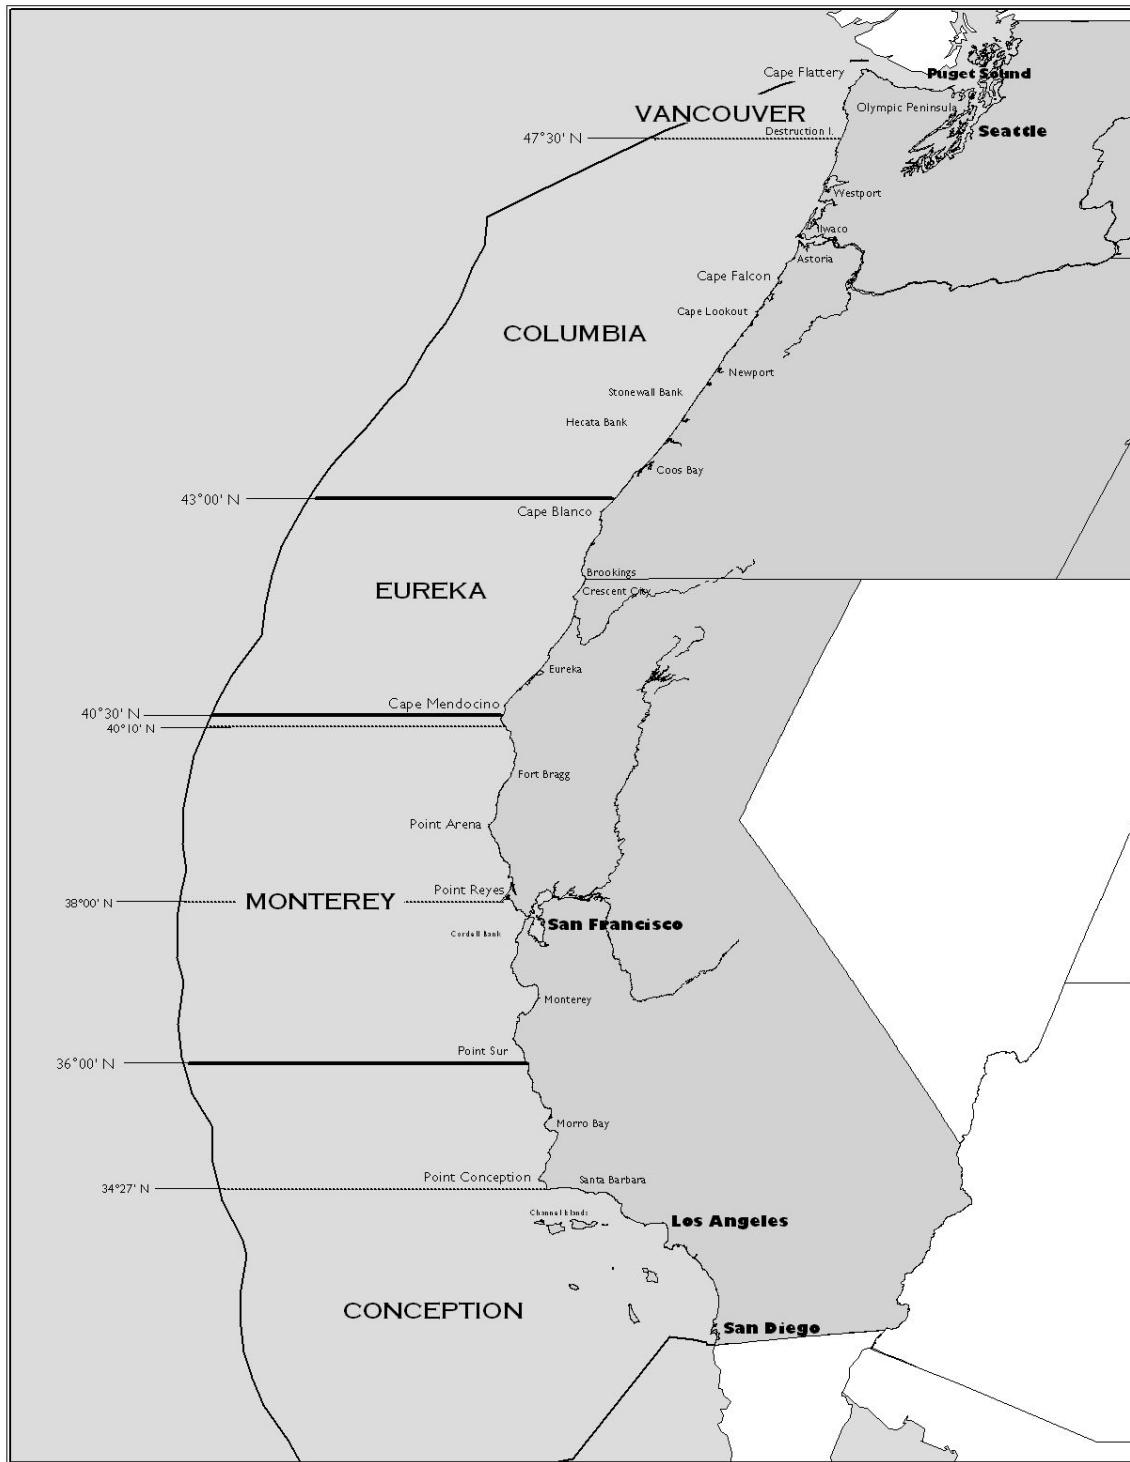 Cape Flattery
Puget Sound
VANCOUVER
Olympic Peninsula
47°30' N
Destruction I.
Seattle
Westport
Ilwaco
Astoria
Cape Falcon
Cape Lookout
COLUMBIA
Newport
Stonewall Bank
Hecata Bank
Coos Bay
43°00' N
Cape Blanco
Brookings
EUREKA
Crescent City
Eureka
Cape Mendocino
40°30' N
40°10' N
Fort Bragg
Point Arena
Point Reyes
38°00' N
MONTEREY
San Francisco
Cordell Bank
Monterey
Point Sur
36°00' N
Morro Bay
Point Conception
Santa Barbara
34°27' N
Channel Islands
Los Angeles
CONCEPTION
San Diego